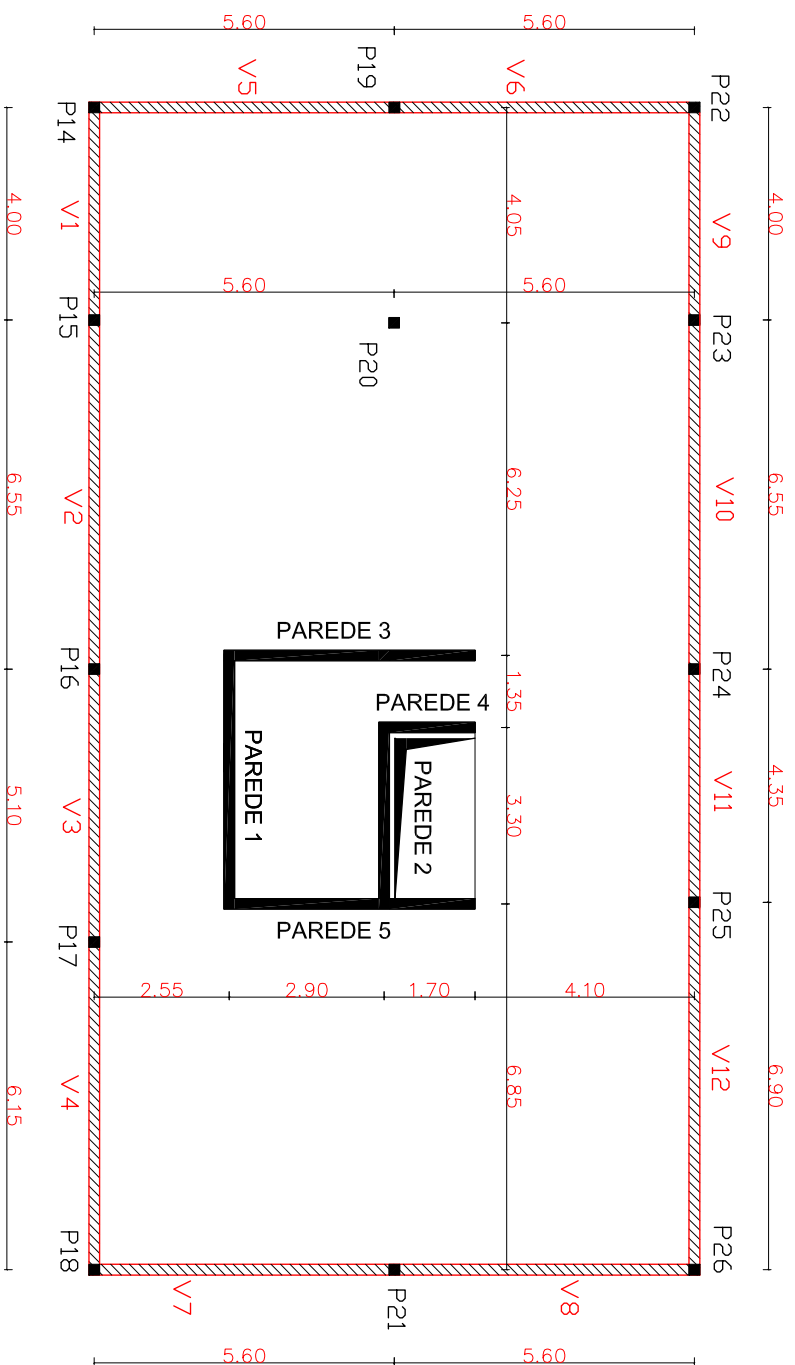 5.60
5.60
P19
V5
V6
P22
P14
4.00
V1
4.05
V9
4.00
5.60
5.60
P15
P23
P20
6.55
V2
6.25
V10
6.55
PAREDE 3
P16
1.35
P24
PAREDE 4
PAREDE 1
PAREDE 2
5.10
V3
3.30
V11
4.35
P25
PAREDE 5
P17
2.55
2.90
1.70
4.10
6.15
V4
6.85
V12
6.90
P18
P26
V7
P21
V8
5.60
5.60